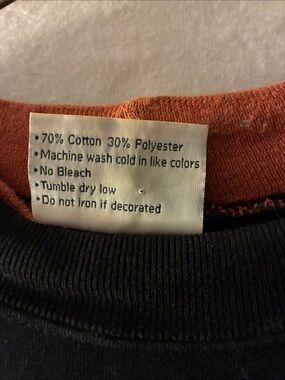 •70% Cotton 30% Polyester
•Machine wash cold in like colors
•No Bleach
•Tumble dry low
•Do not iron if decorated